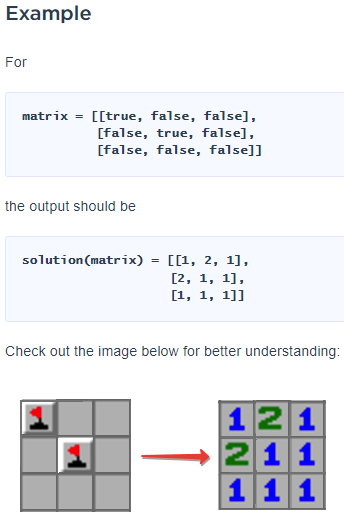 Example
For
matrix = [[true, false, false],
[false, true, false],
[false, false, false]]
the output should be
solution(matrix) = [[1, 2, 1],
[2, 1, 1],
[1, 1, 1]]
Check out the image below for better understanding:
1 2 1
2 1 1
1 1 1